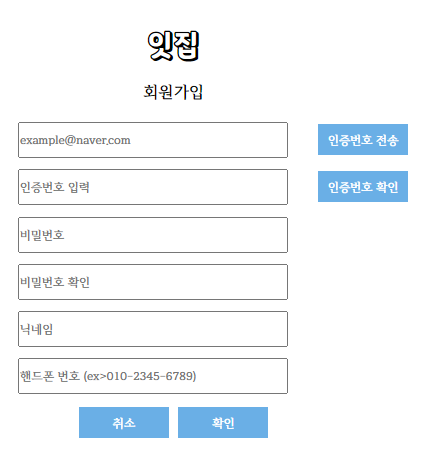 잇집
회원가입
example@naver.com 인증번호 전송
인증번호 입력 인증번호 확인
비밀번호
비밀번호 확인
닉네임
핸드폰 번호 (ex>010-2345-6789)
취소 확인